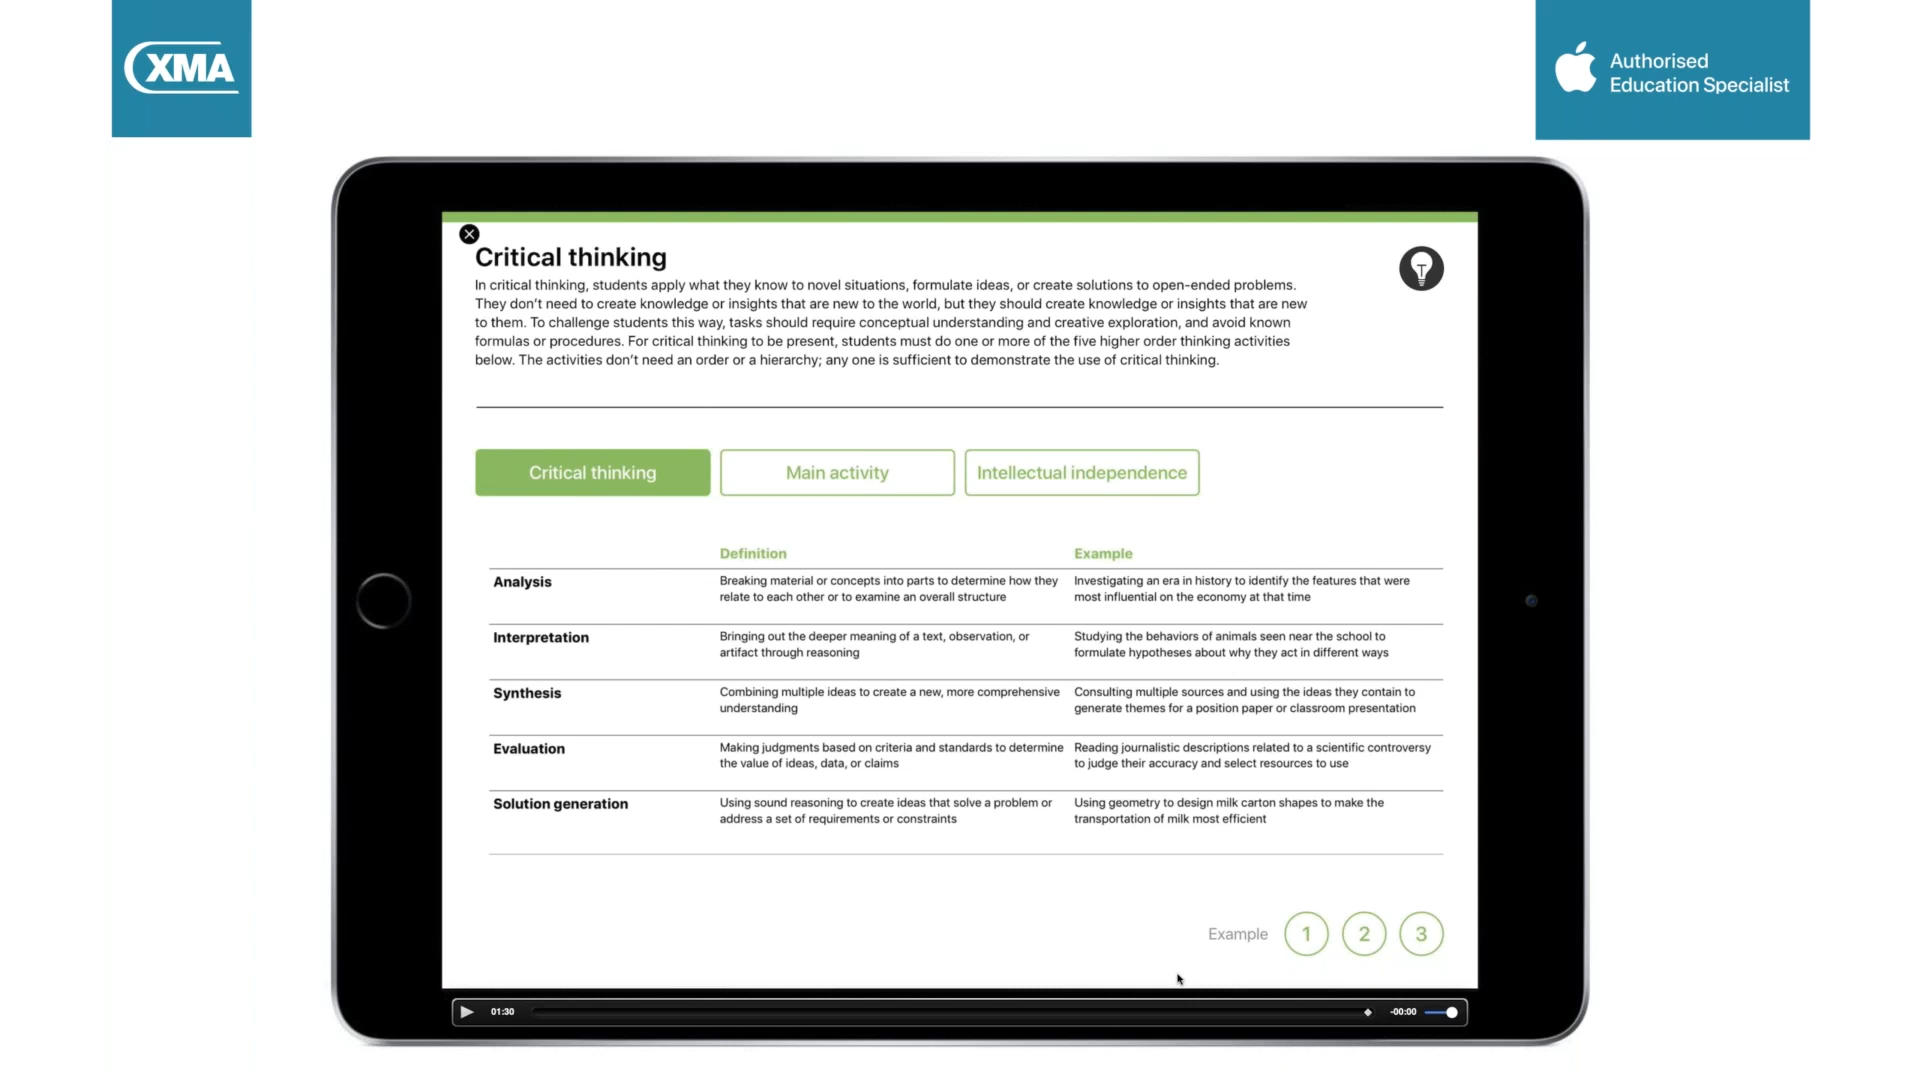 XMA
Authorised
Education Specialist
Critical thinking
In critical thinking, students apply what they know to novel situations, formulate ideas, or create solutions to open-ended problems.
They don’t need to create knowledge or insights that are new to the world, but they should create knowledge or insights that are new
to them. To challenge students this way, tasks should require conceptual understanding and creative exploration, and avoid known
formulas or procedures. For critical thinking to be present, students must do one or more of the five higher order thinking activities
below. The activities don’t need an order or a hierarchy; any one is sufficient to demonstrate the use of critical thinking.
Critical thinking
Main activity
Intellectual independence
Definition
Example
Analysis
Breaking material or concepts into parts to determine how they
relate to each other or to examine an overall structure
Investigating an era in history to identify the features that were
most influential on the economy at that time
Interpretation
Bringing out the deeper meaning of a text, observation, or
artifact through reasoning
Studying the behaviors of animals seen near the school to
formulate hypotheses about why they act in different ways
Synthesis
Combining multiple ideas to create a new, more comprehensive
understanding
Consulting multiple sources and using the ideas they contain to
generate themes for a position paper or classroom presentation
Evaluation
Making judgments based on criteria and standards to determine
the value of ideas, data, or claims
Reading journalistic descriptions related to a scientific controversy
to judge their accuracy and select resources to use
Solution generation
Using sound reasoning to create ideas that solve a problem or
address a set of requirements or constraints
Using geometry to design milk carton shapes to make the
transportation of milk most efficient
Example 1 2 3
01:30
-00:00